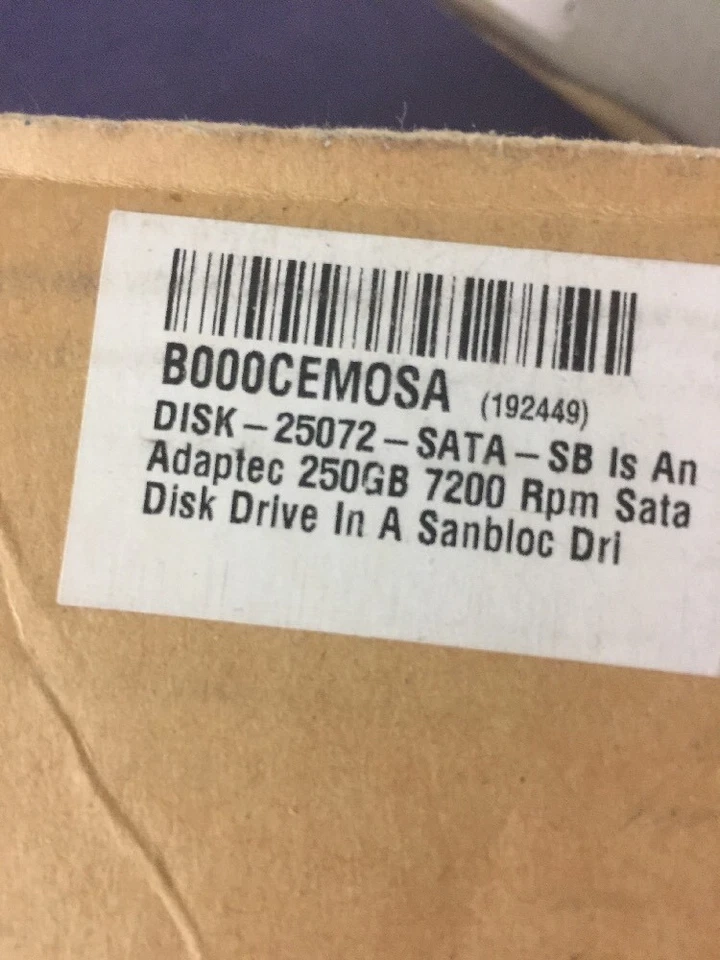 B000CEMOSA (192449)
DISK-25072-SATA-SB Is An
Adaptec 250GB 7200 Rpm Sata
Disk Drive In A Sanbloc Dri